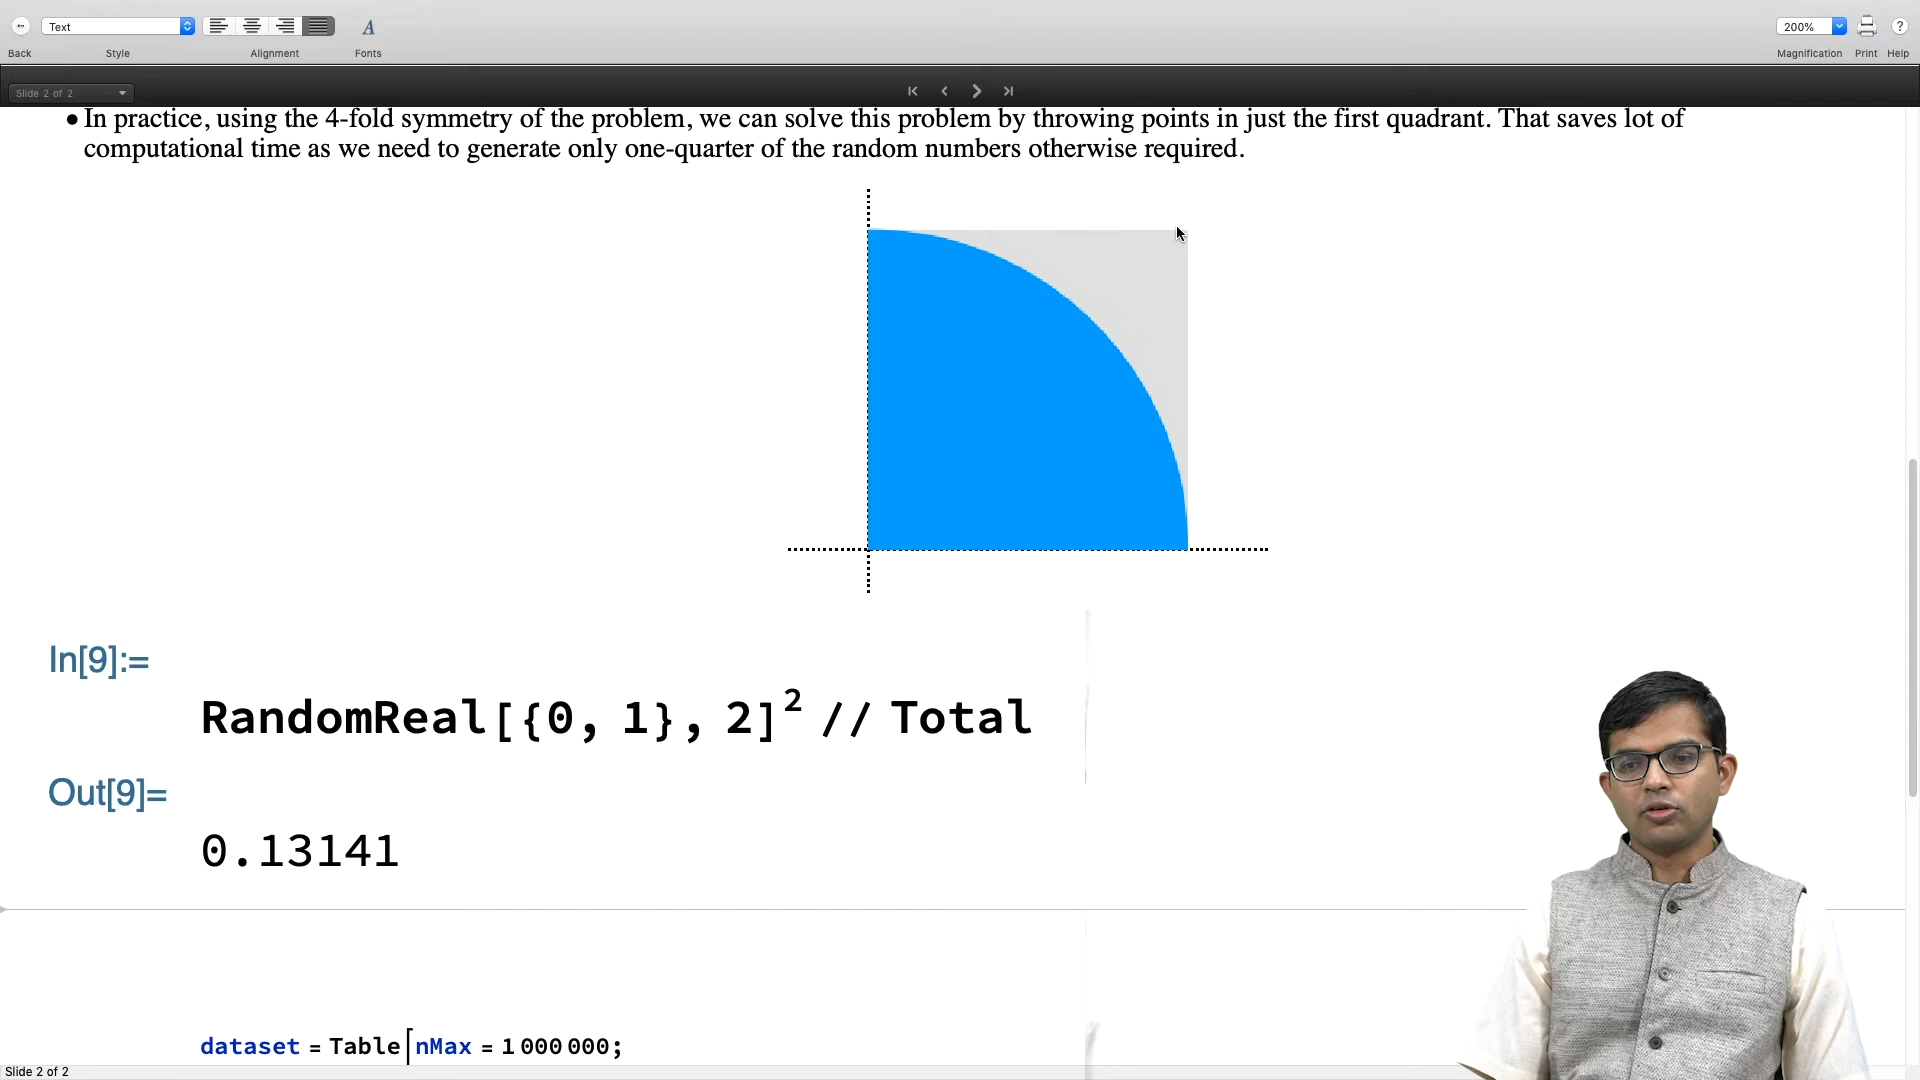 Text
200%
Back
Style
Alignment
Fonts
Magnification
Print
Help
Slide 2 of 2
• In practice, using the 4-fold symmetry of the problem, we can solve this problem by throwing points in just the first quadrant. That saves lot of
computational time as we need to generate only one-quarter of the random numbers otherwise required.
In[9]:=
RandomReal[{0, 1}, 2]² // Total
Out[9]=
0.13141
dataset = Table[nMax = 1 000 000;
Slide 2 of 2